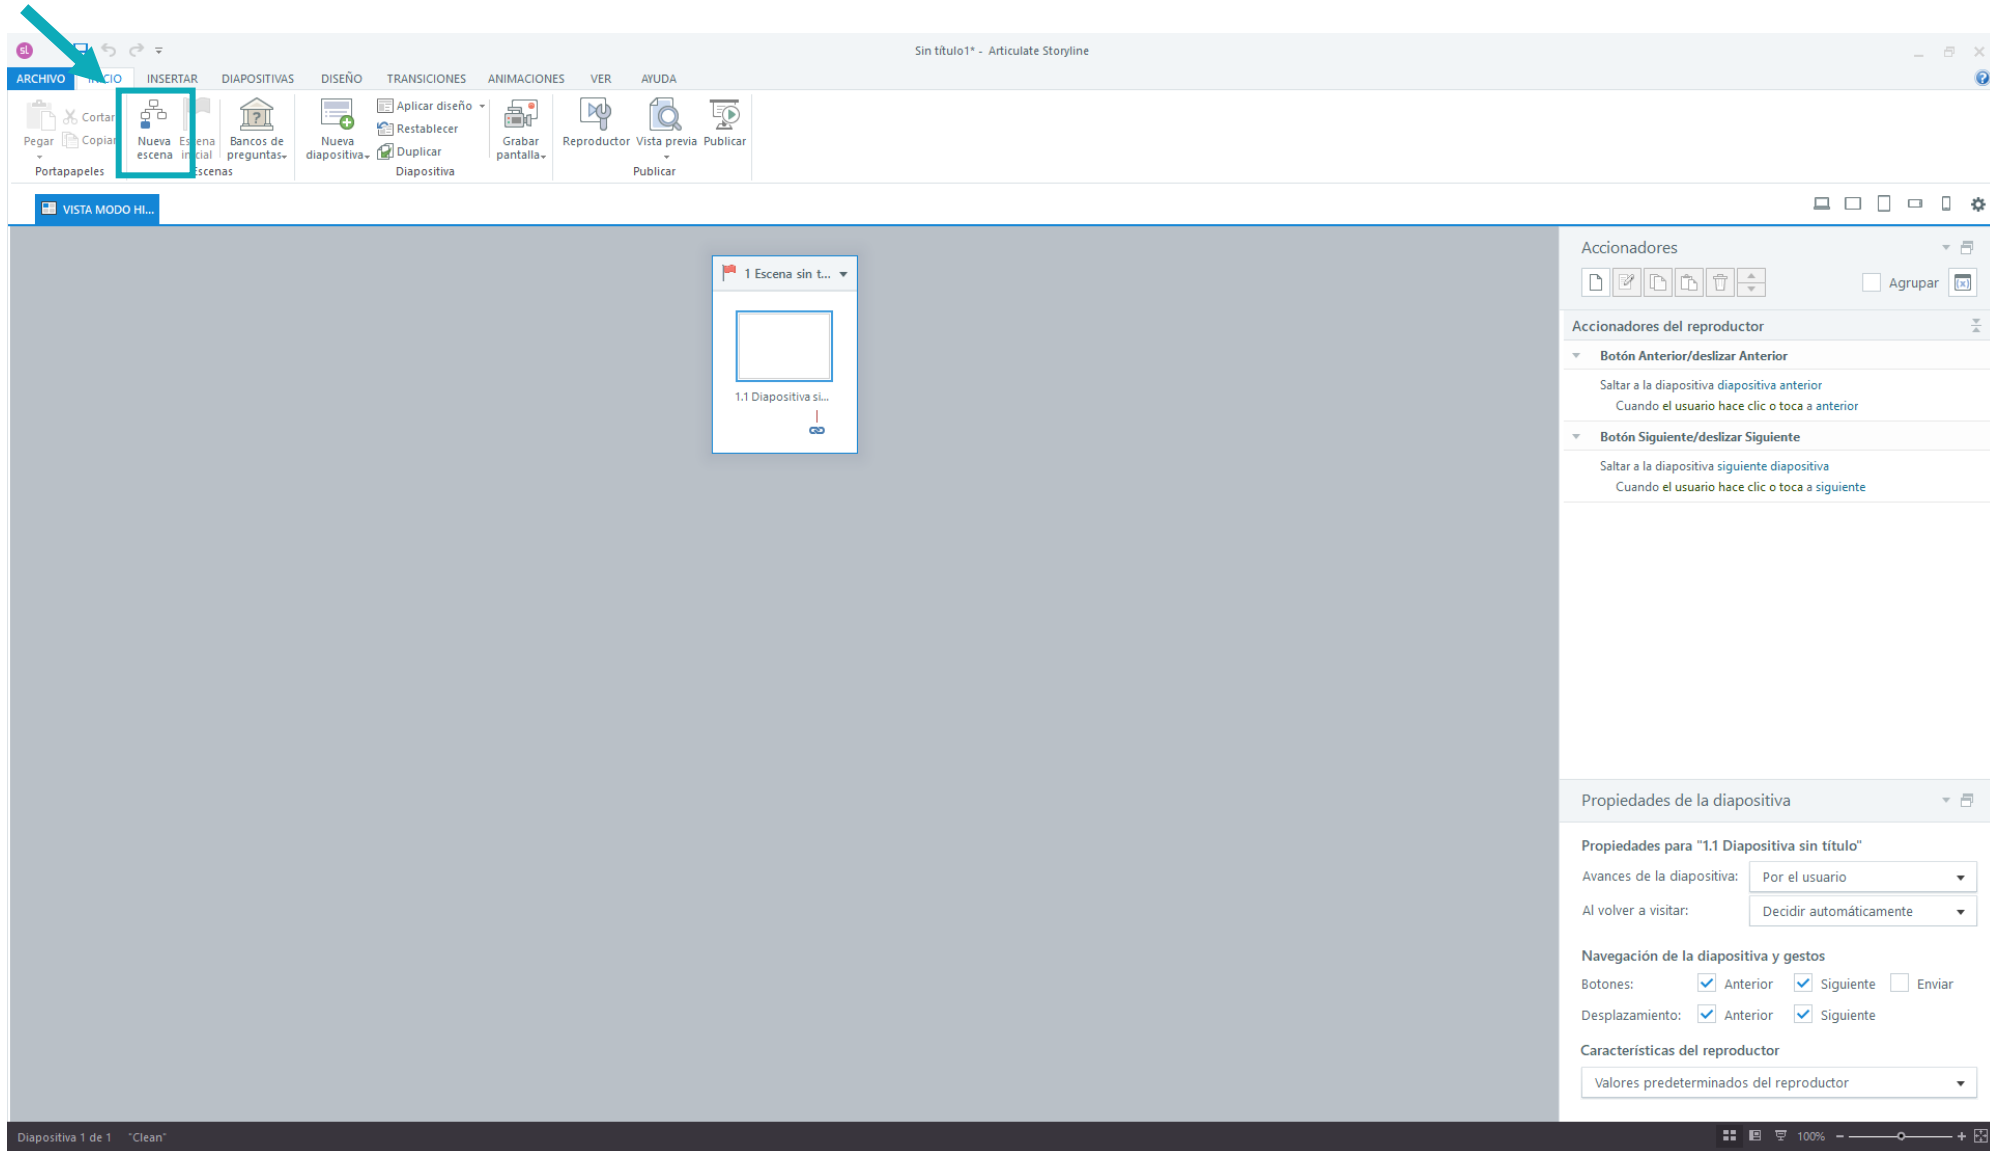 sl
Sin título1* - Articulate Storyline
ARCHIVO INICIO INSERTAR DIAPOSITIVAS DISEÑO TRANSICIONES ANIMACIONES VER AYUDA
Pegar
Cortar
Copiar
Portapapeles
Nueva escena
Escena inicial
Bancos de preguntas
Escenas
Nueva diapositiva
Aplicar diseño
Restablecer
Duplicar
Diapositiva
Grabar pantalla
Reproductor Vista previa Publicar
Publicar
VISTA MODO HI...
1 Escena sin t...
1.1 Diapositiva si...
Accionadores
Agrupar (x)
Accionadores del reproductor
Botón Anterior/deslizar Anterior
Saltar a la diapositiva diapositiva anterior
Cuando el usuario hace clic o toca a anterior
Botón Siguiente/deslizar Siguiente
Saltar a la diapositiva siguiente diapositiva
Cuando el usuario hace clic o toca a siguiente
Propiedades de la diapositiva
Propiedades para "1.1 Diapositiva sin título"
Avances de la diapositiva: Por el usuario
Al volver a visitar: Decidir automáticamente
Navegación de la diapositiva y gestos
Botones: Anterior Siguiente Enviar
Desplazamiento: Anterior Siguiente
Características del reproductor
Valores predeterminados del reproductor
Diapositiva 1 de 1 "Clean" 100%